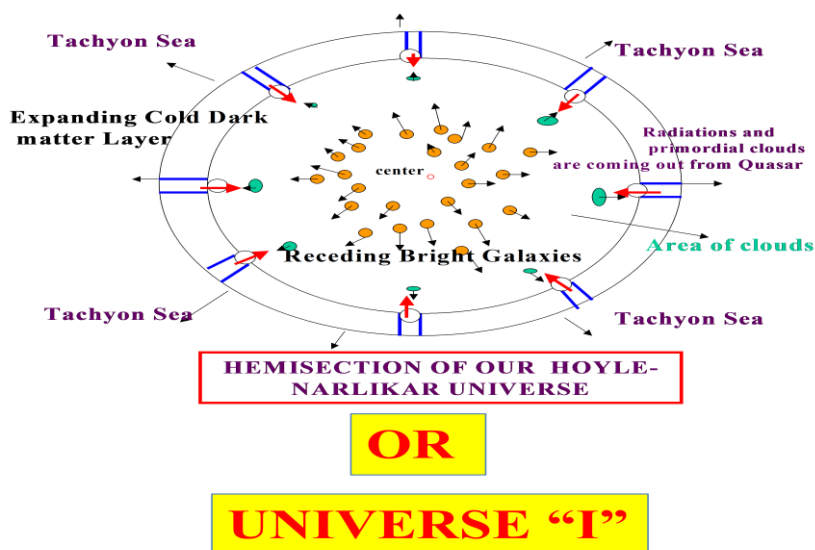 Tachyon Sea
Tachyon Sea
Expanding Cold Dark
matter Layer
Radiations and
primordial clouds
are coming out from Quasar
center
Area of clouds
Receding Bright Galaxies
Tachyon Sea
Tachyon Sea
HEMISECTION OF OUR HOYLE-
NARLIKAR UNIVERSE
OR
UNIVERSE “I”